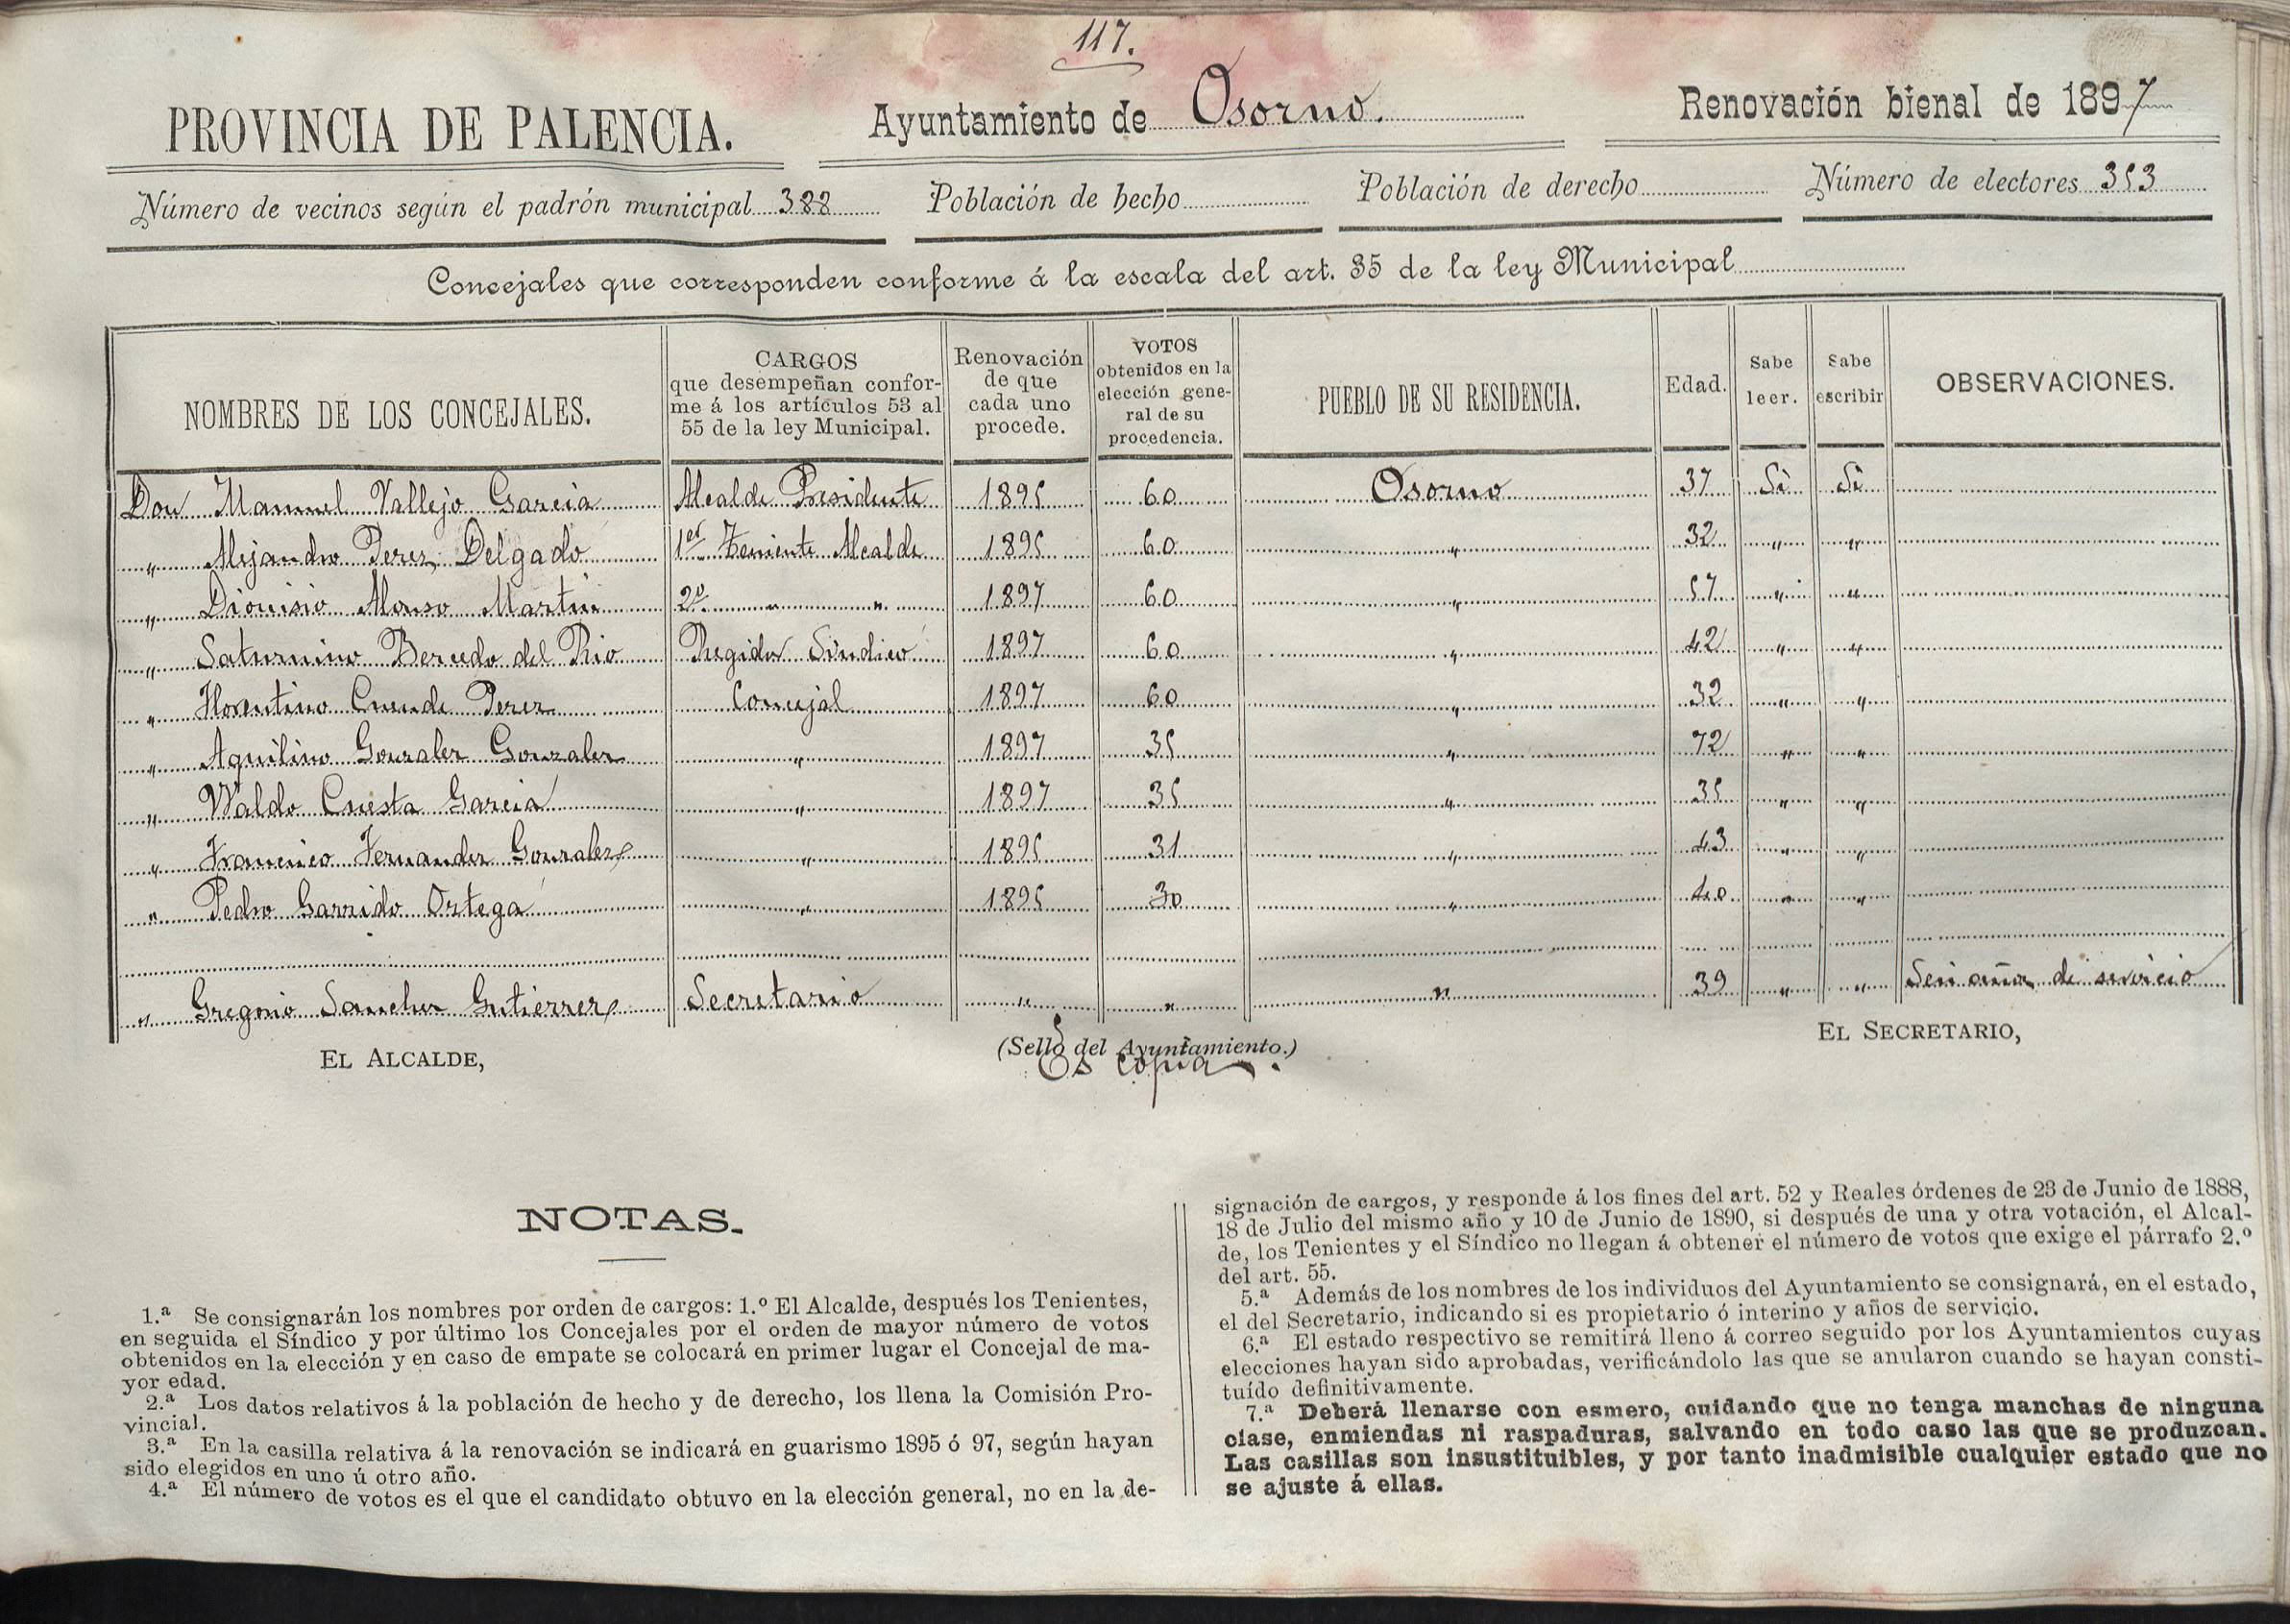 117.
PROVINCIA DE PALENCIA. Ayuntamiento de Osorno. Renovación bienal de 1897
Número de vecinos según el padrón municipal 388 Población de hecho Población de derecho Número de electores 353
Concejales que corresponden conforme á la escala del art. 35 de la ley Municipal
NOMBRES DE LOS CONCEJALES.
CARGOS
que desempeñan confor-
me á los artículos 53 al
55 de la ley Municipal.
Renovación
de que
cada uno
procede.
VOTOS
obtenidos en la
elección gene-
ral de su
procedencia.
PUEBLO DE SU RESIDENCIA.
Edad.
Sabe
leer.
Sabe
escribir
OBSERVACIONES.
Don Manuel Vallejo Garcia Alcalde Presidente 1895 60 Osorno 37 Si Si
" Alejandro Perez Delgado 1er Teniente Alcalde 1895 60 " 32 " "
" Dionisio Alonso Martin 2º " " 1897 60 " 57 " "
" Saturnino Bernedo del Rio Regidor Sindico 1897 60 " 42 " "
" Florentino Cuende Perez Concejal 1897 60 " 32 " "
" Aquilino Gonzalez Gonzalez " 1897 35 " 72 " "
" Waldo Cuesta Garcia " 1897 35 " 35 " "
" Francisco Fernandez Gonzalez " 1895 31 " 43 " "
" Pedro Garrido Ortega " 1895 30 " 40 " "
" Gregorio Sanchez Gutierrez Secretario " " " 39 " " Seis años de servicio
EL ALCALDE, (Sello del Ayuntamiento.) EL SECRETARIO,
Es copia.
NOTAS.
1.ª Se consignarán los nombres por orden de cargos: 1.º El Alcalde, después los Tenientes,
en seguida el Síndico y por último los Concejales por el orden de mayor número de votos
obtenidos en la elección y en caso de empate se colocará en primer lugar el Concejal de ma-
yor edad.
2.ª Los datos relativos á la población de hecho y de derecho, los llena la Comisión Pro-
vincial.
3.ª En la casilla relativa á la renovación se indicará en guarismo 1895 ó 97, según hayan
sido elegidos en uno ú otro año.
4.ª El número de votos es el que el candidato obtuvo en la elección general, no en la de-
signación de cargos, y responde á los fines del art. 52 y Reales órdenes de 23 de Junio de 1888,
18 de Julio del mismo año y 10 de Junio de 1890, si después de una y otra votación, el Alcal-
de, los Tenientes y el Síndico no llegan á obtener el número de votos que exige el párrafo 2.º
del art. 55.
5.ª Además de los nombres de los individuos del Ayuntamiento se consignará, en el estado,
el del Secretario, indicando si es propietario ó interino y años de servicio.
6.ª El estado respectivo se remitirá lleno á correo seguido por los Ayuntamientos cuyas
elecciones hayan sido aprobadas, verificándolo las que se anularon cuando se hayan consti-
tuído definitivamente.
7.ª Deberá llenarse con esmero, cuidando que no tenga manchas de ninguna
clase, enmiendas ni raspaduras, salvando en todo caso las que se produzcan.
Las casillas son insustituibles, y por tanto inadmisible cualquier estado que no
se ajuste á ellas.